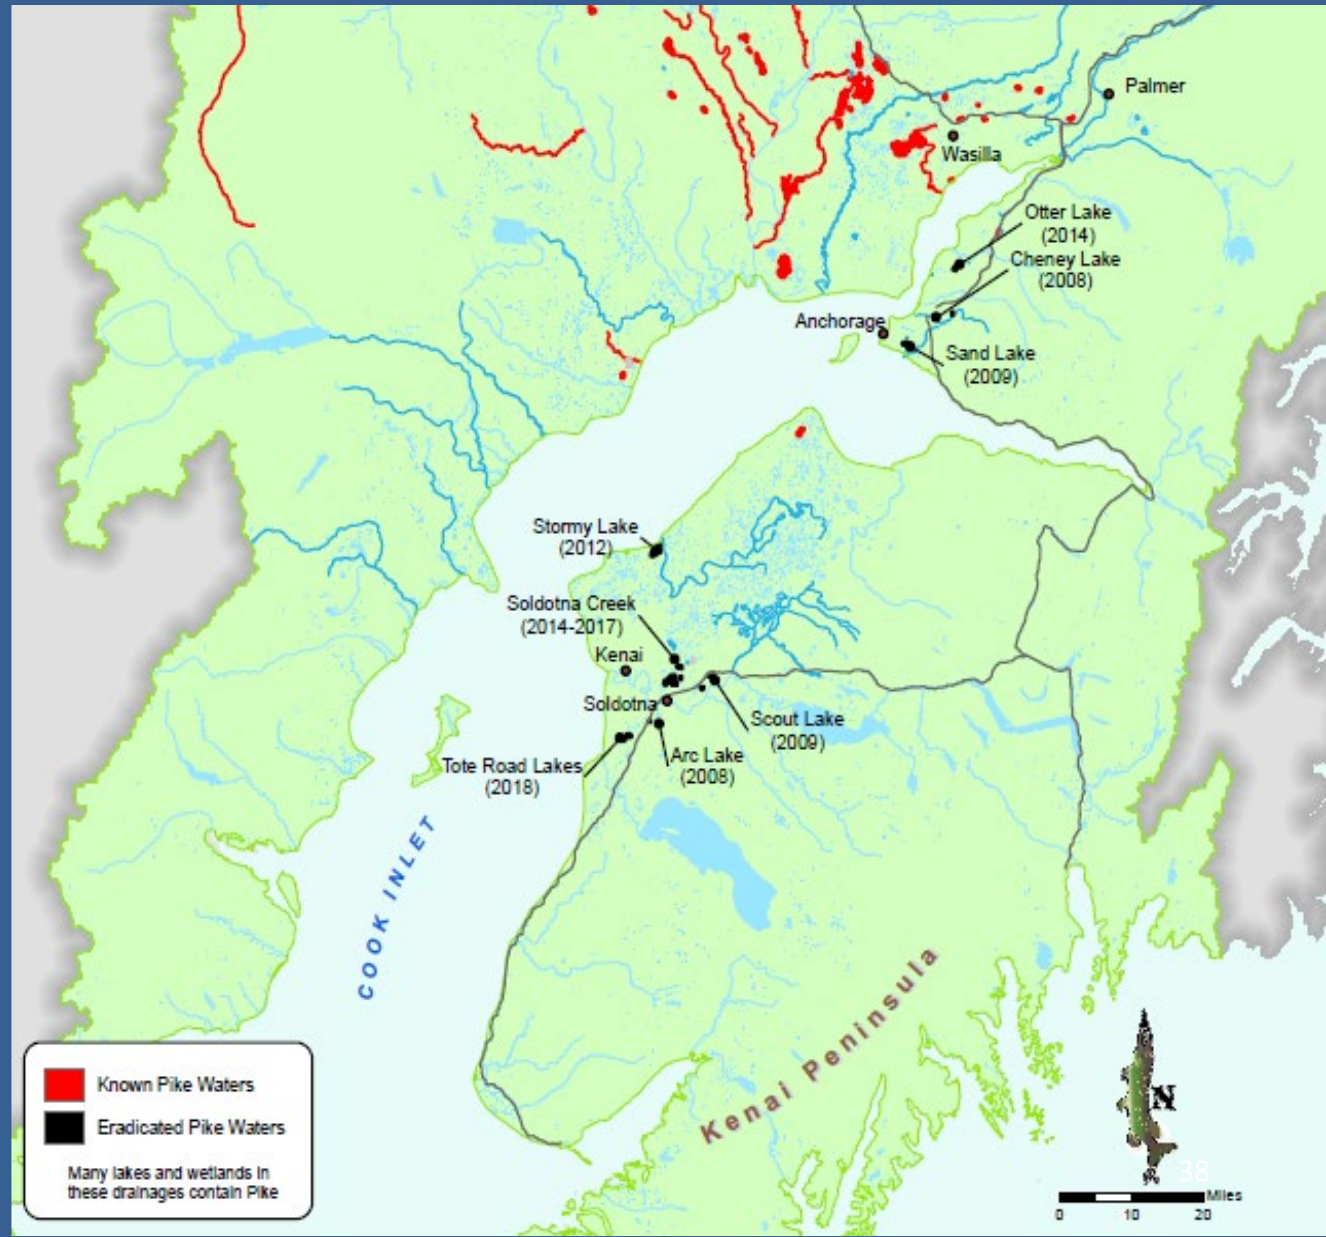 Palmer
Wasilla
Otter Lake
(2014)
Cheney Lake
(2008)
Anchorage
Sand Lake
(2009)
Stormy Lake
(2012)
Soldotna Creek
(2014-2017)
Kenai
Soldotna
Scout Lake
(2009)
Arc Lake
(2008)
Tote Road Lakes
(2018)
COOK INLET
Kenai Peninsula
Known Pike Waters
Eradicated Pike Waters
Many lakes and wetlands in
these drainages contain Pike
N
38
Miles
0 10 20